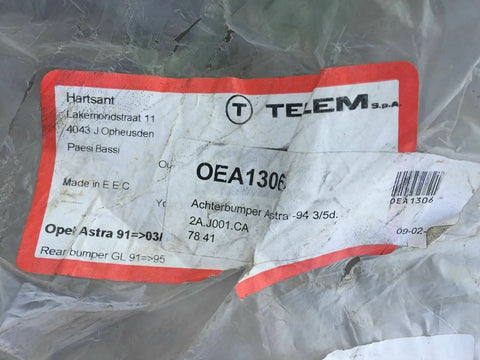 Hartsant
Lakemondstraat 11
4043 J Opheusden
Paesi Bassi
T TELEM S.p.A.
Made in E E C
OEA1306
Achterbumper Astra -94 3/5d.
2A.J001.CA
78 41
OEA1306
09-02-
Opel Astra 91=>03/
Rear bumper GL 91=>95